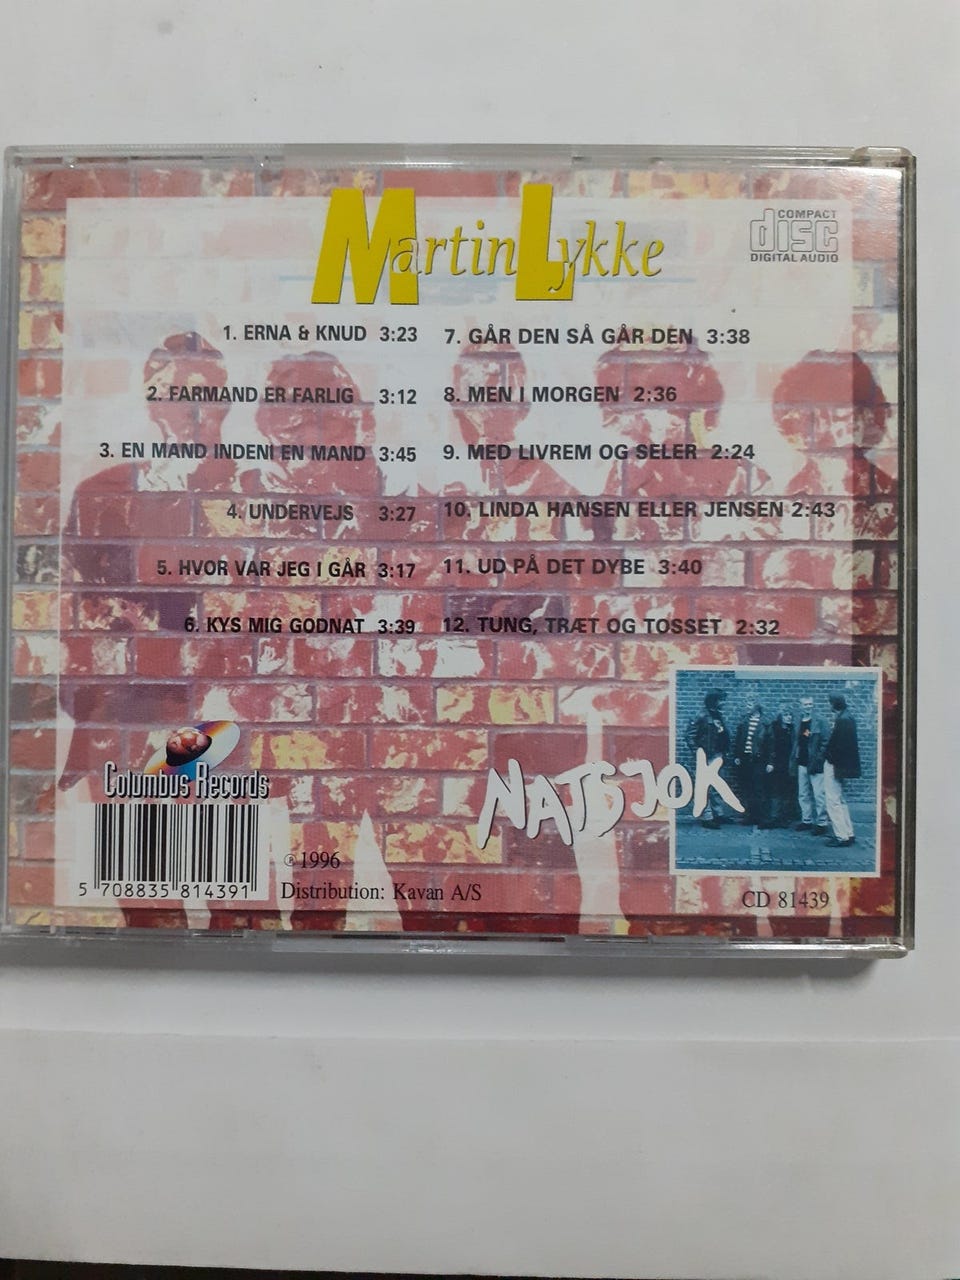 Martin Lykke
COMPACT
disc
DIGITAL AUDIO
1. ERNA & KNUD 3:23
2. FARMAND ER FARLIG 3:12
3. EN MAND INDENI EN MAND 3:45
4. UNDERVEJS 3:27
5. HVOR VAR JEG I GÅR 3:17
6. KYS MIG GODNAT 3:39
7. GÅR DEN SÅ GÅR DEN 3:38
8. MEN I MORGEN 2:36
9. MED LIVREM OG SELER 2:24
10. LINDA HANSEN ELLER JENSEN 2:43
11. UD PÅ DET DYBE 3:40
12. TUNG, TRÆT OG TOSSET 2:32
Columbus Records
5 708835 814391
℗ 1996
Distribution: Kavan A/S
NATSJOK
CD 81439